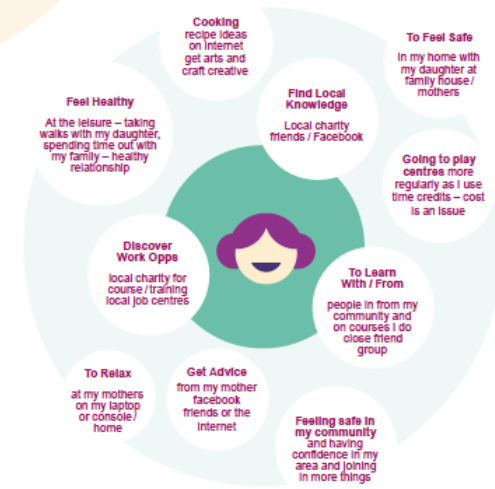 Cooking
recipe ideas
on internet
get arts and
craft creative
To Feel Safe
in my home with
my daughter at
family house/
mothers
Feel Healthy
At the leisure – taking
walks with my daughter,
spending time out with
my family – healthy
relationship
Find Local
Knowledge
Local charity
friends / Facebook
Going to play
centres more
regularly as I use
time credits – cost
is an issue
Discover
Work Opps
local charity for
course/training
local job centres
To Learn
With / From
people in from my
community and
on courses I do
close friend
group
To Relax
at my mothers
on my laptop
or console/
home
Get Advice
from my mother
facebook
friends or the
internet
Feeling safe in
my community
and having
confidence in my
area and joining
in more things